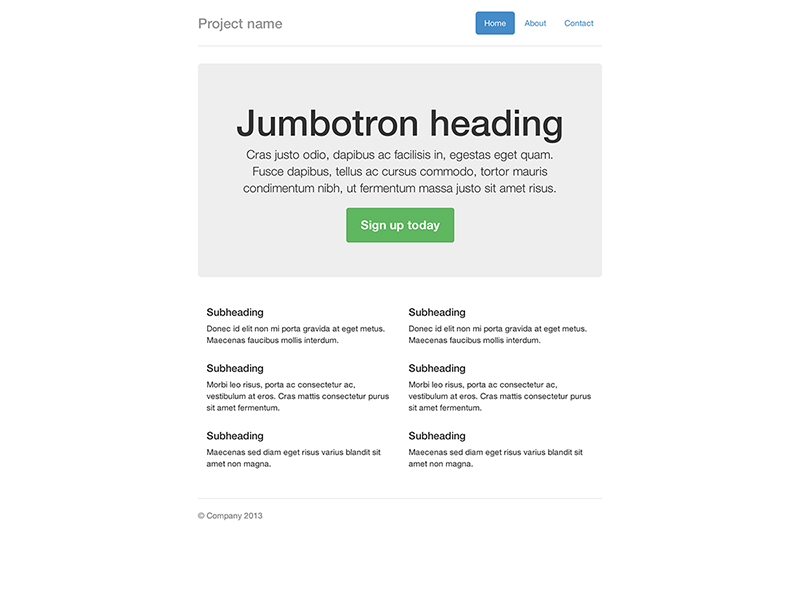 Project name
Home About Contact
Jumbotron heading
Cras justo odio, dapibus ac facilisis in, egestas eget quam.
Fusce dapibus, tellus ac cursus commodo, tortor mauris
condimentum nibh, ut fermentum massa justo sit amet risus.
Sign up today
Subheading
Donec id elit non mi porta gravida at eget metus.
Maecenas faucibus mollis interdum.
Subheading
Morbi leo risus, porta ac consectetur ac,
vestibulum at eros. Cras mattis consectetur purus
sit amet fermentum.
Subheading
Maecenas sed diam eget risus varius blandit sit
amet non magna.
Subheading
Donec id elit non mi porta gravida at eget metus.
Maecenas faucibus mollis interdum.
Subheading
Morbi leo risus, porta ac consectetur ac,
vestibulum at eros. Cras mattis consectetur purus
sit amet fermentum.
Subheading
Maecenas sed diam eget risus varius blandit sit
amet non magna.
© Company 2013